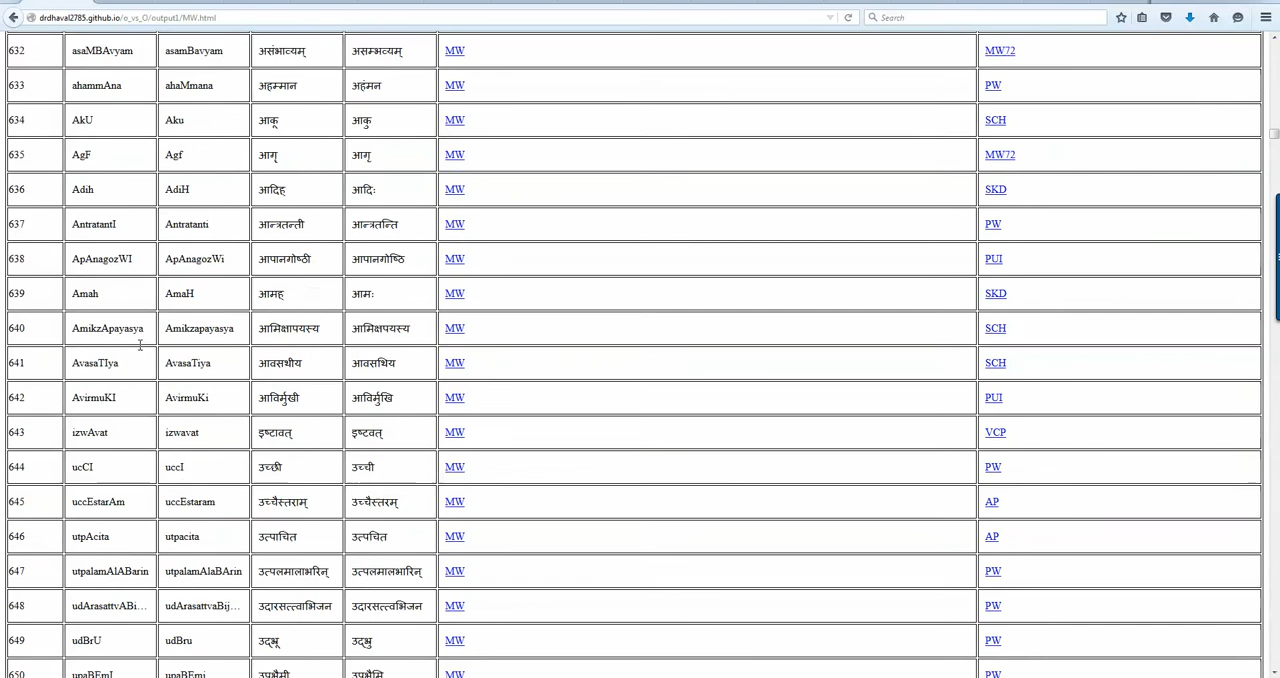 drdhaval2785.github.io/o_vs_O/output1/MW.html Search
632 asaMBAvyam asamBavyam असंभाव्यम् असम्भव्यम् MW MW72
633 ahammAna ahaMmana अहम्मान अहंमन MW PW
634 AkU Aku आकू आकु MW SCH
635 AgF Agf आगॄ आगृ MW MW72
636 Adih AdiH आदिह् आदिः MW SKD
637 AntratantI Antratanti आन्त्रतन्ती आन्त्रतन्ति MW PW
638 ApAnagozWI ApAnagozWi आपानगोष्ठी आपानगोष्ठि MW PUI
639 Amah AmaH आमह् आमः MW SKD
640 AmikzApayasya Amikzapayasya आमिक्षापयस्य आमिक्षपयस्य MW SCH
641 AvasaTIya AvasaTiya आवसथीय आवसथिय MW SCH
642 AvirmuKI AvirmuKi आविर्मुखी आविर्मुखि MW PUI
643 izwAvat izwavat इष्टावत् इष्टवत् MW VCP
644 ucCI uccI उच्छी उच्ची MW PW
645 uccEstarAm uccEstaram उच्चैस्तराम् उच्चैस्तरम् MW AP
646 utpAcita utpacita उत्पाचित उत्पचित MW AP
647 utpalamAlABarin utpalamAlaBArin उत्पलमालाभरिन् उत्पलमालभारिन् MW PW
648 udArasattvABi... udArasattvaBij... उदारसत्त्वाभिजन उदारसत्त्वभिजन MW PW
649 udBrU udBru उद्भ्रू उद्भ्रु MW PW
650 upaBEmI upaBEmi उपभैमी उपभैमि MW PW